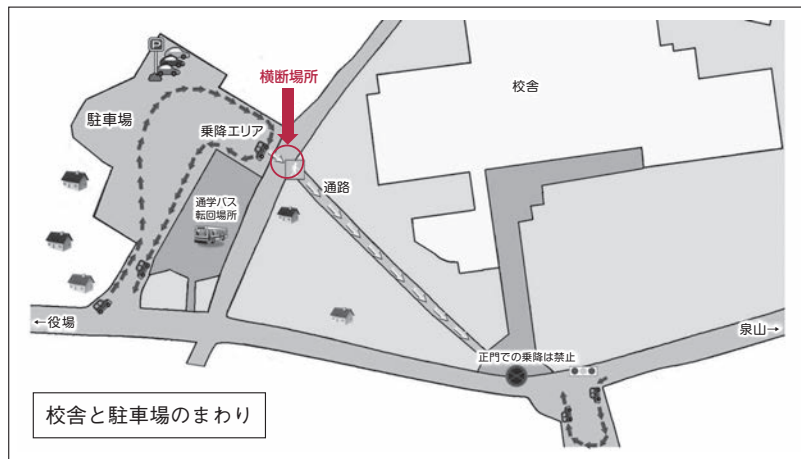 横断場所
校舎
駐車場
乗降エリア
通路
通学バス
転回場所
←役場
泉山→
正門での乗降は禁止
校舎と駐車場のまわり
P